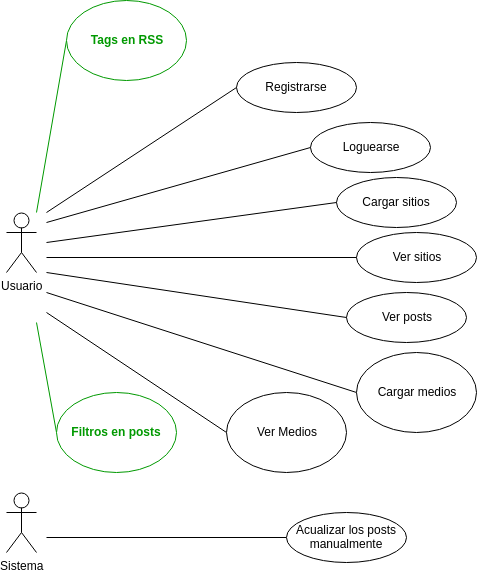 Tags en RSS
Registrarse
Loguearse
Cargar sitios
Ver sitios
Usuario
Ver posts
Cargar medios
Filtros en posts
Ver Medios
Acualizar los posts
manualmente
Sistema